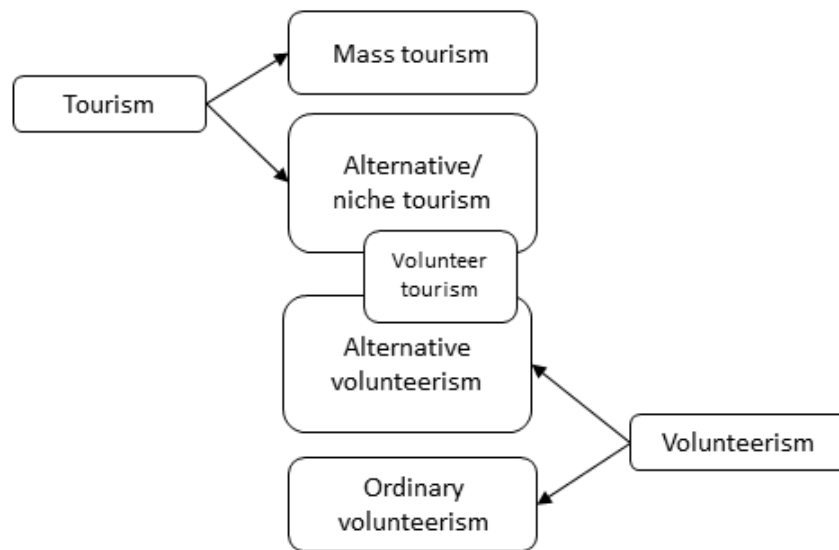 Mass tourism
Tourism
Alternative/
niche tourism
Volunteer
tourism
Alternative
volunteerism
Volunteerism
Ordinary
volunteerism